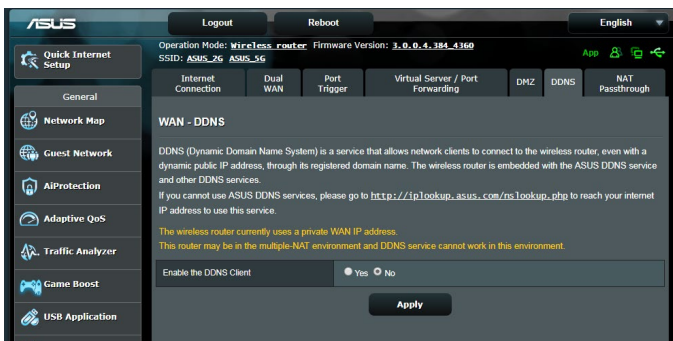 ASUS
Logout
Reboot
English
Quick Internet
Setup
Operation Mode: Wireless router Firmware Version: 3.0.0.4.384_4360
SSID: ASUS_2G ASUS_5G
App
Internet
Connection
Dual
WAN
Port
Trigger
Virtual Server / Port
Forwarding
DMZ
DDNS
NAT
Passthrough
General
Network Map
Guest Network
AiProtection
Adaptive QoS
Traffic Analyzer
Game Boost
USB Application
WAN - DDNS
DDNS (Dynamic Domain Name System) is a service that allows network clients to connect to the wireless router, even with a
dynamic public IP address, through its registered domain name. The wireless router is embedded with the ASUS DDNS service
and other DDNS services.
If you cannot use ASUS DDNS services, please go to http://iplookup.asus.com/nslookup.php to reach your internet
IP address to use this service.
The wireless router currently uses a private WAN IP
address.
This router may be in the multiple-NAT environment and DDNS service cannot work in this environment.
Enable the DDNS Client
Yes No
Apply